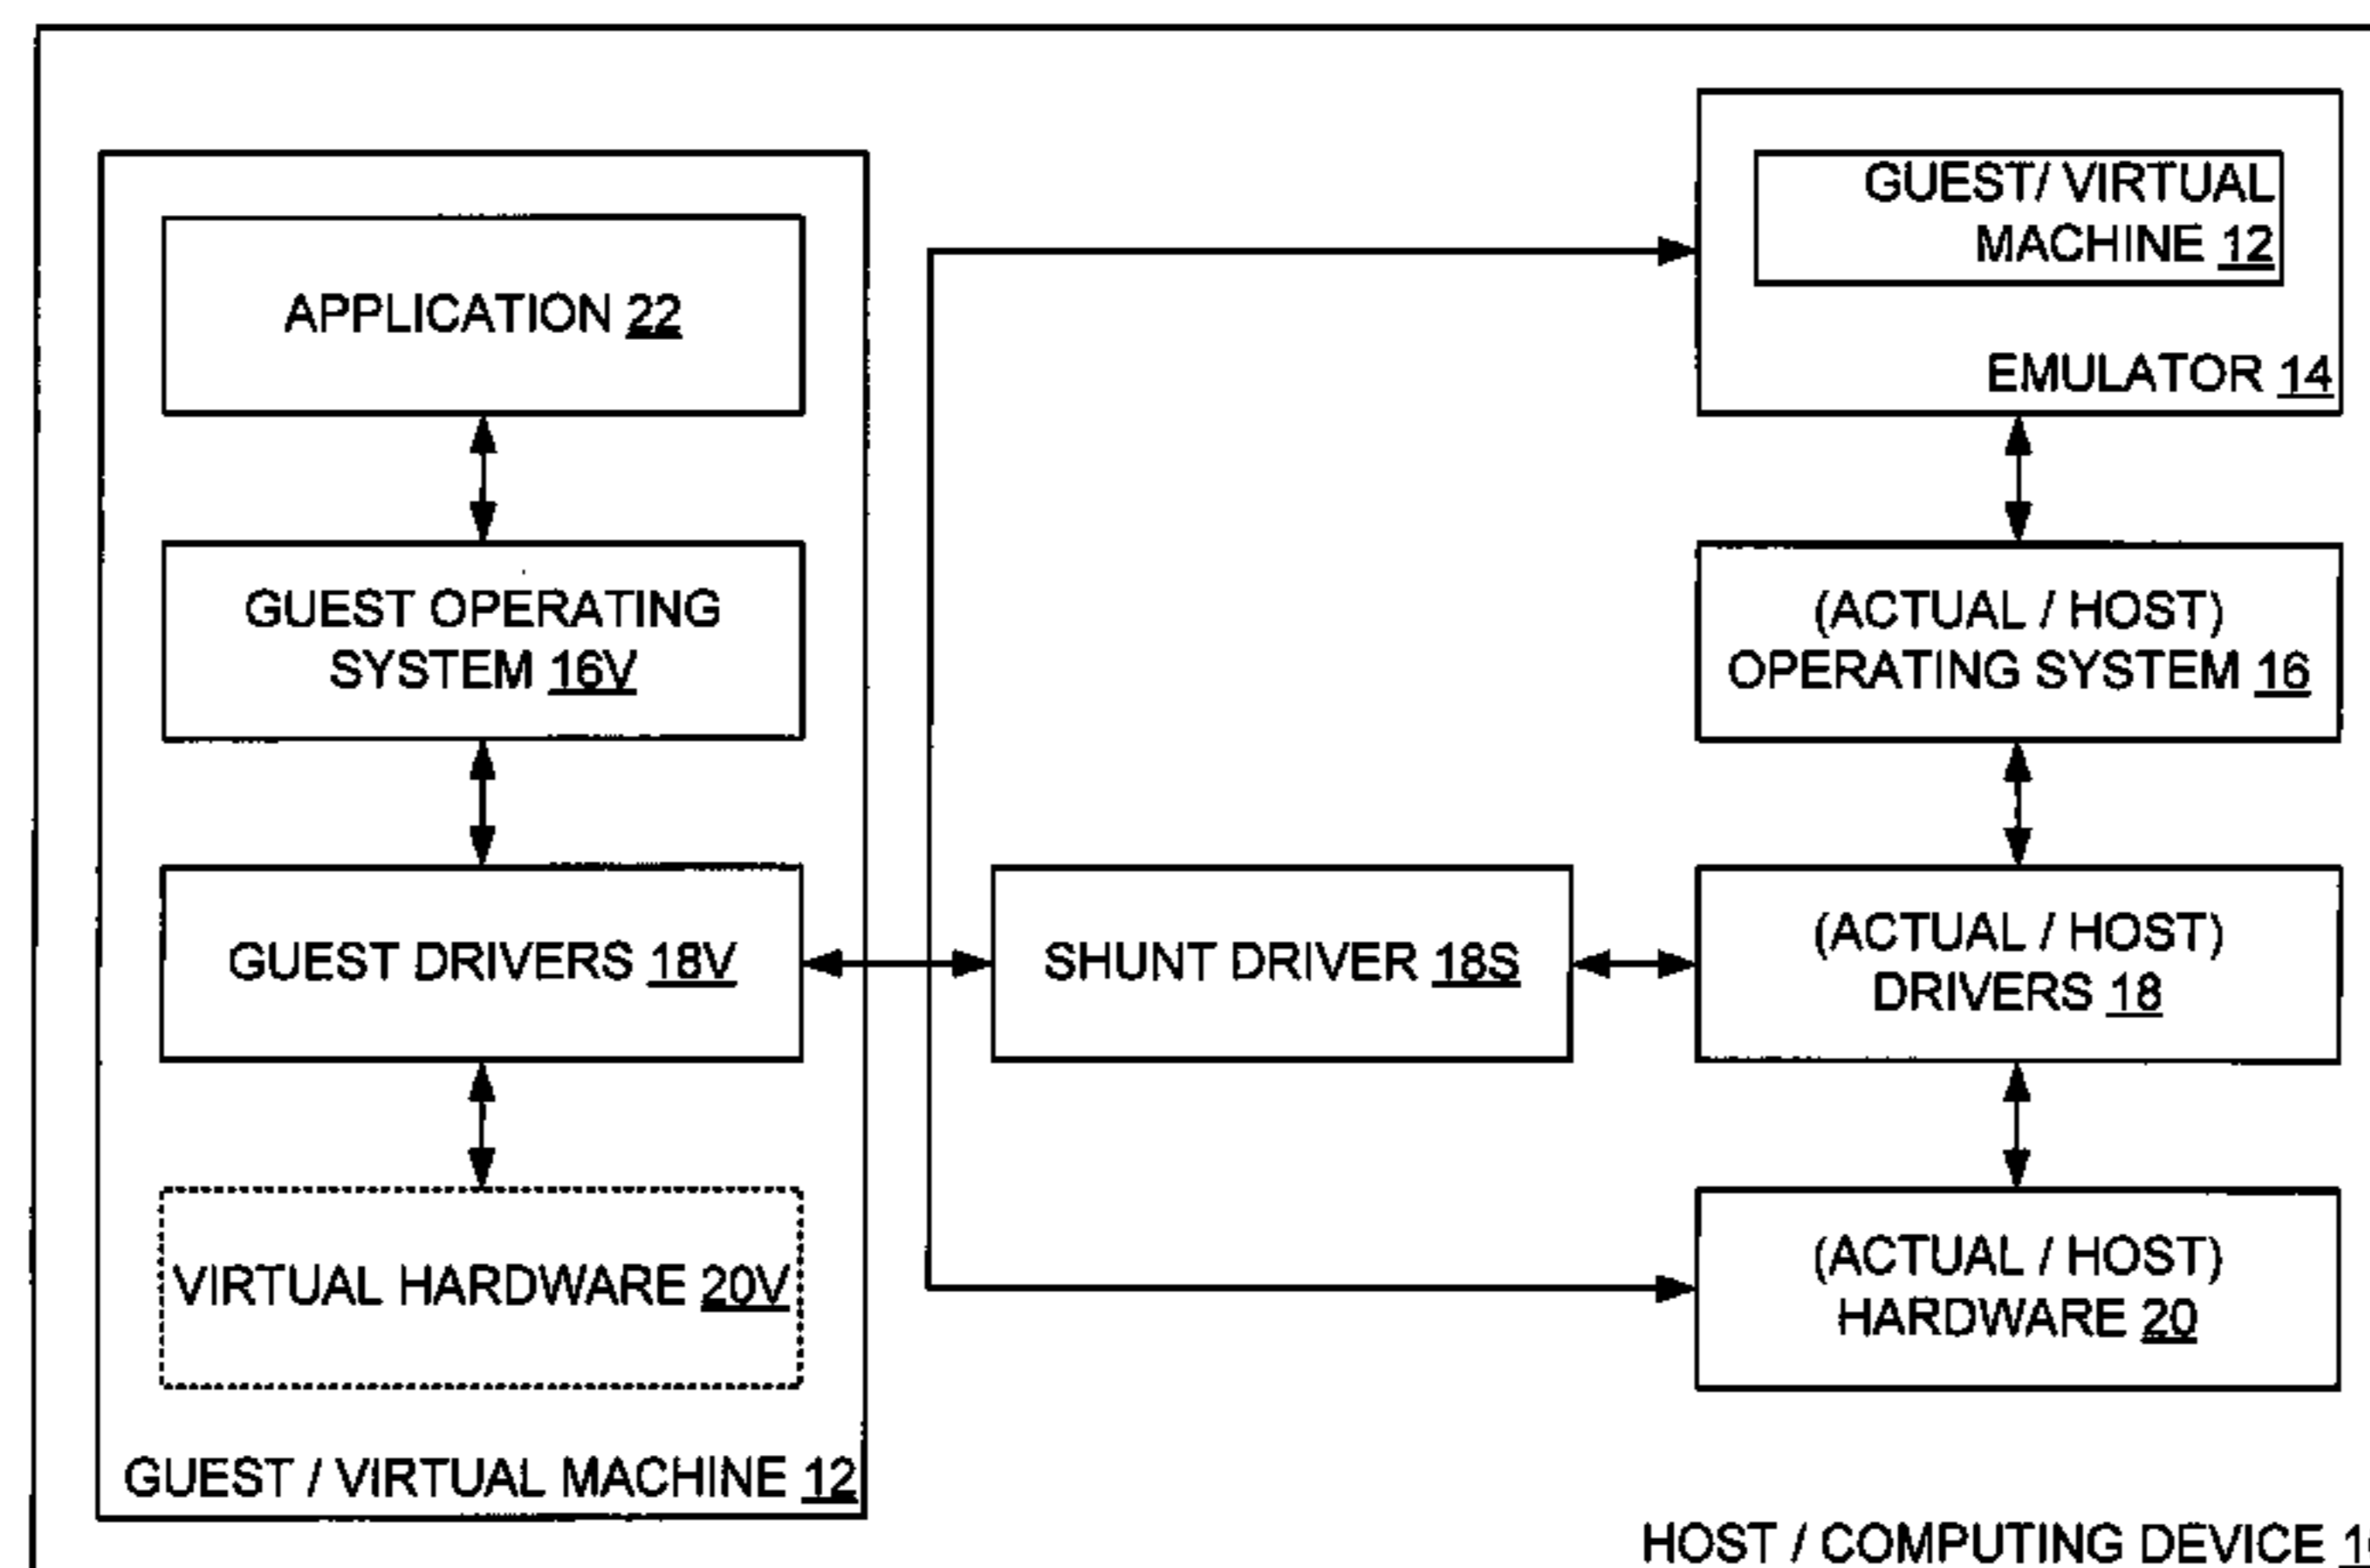 APPLICATION 22
GUEST OPERATING
SYSTEM 16V
GUEST DRIVERS 18V
VIRTUAL HARDWARE 20V
GUEST / VIRTUAL MACHINE 12
SHUNT DRIVER 18S
GUEST/ VIRTUAL
MACHINE 12
EMULATOR 14
(ACTUAL / HOST)
OPERATING SYSTEM 16
(ACTUAL / HOST)
DRIVERS 18
(ACTUAL / HOST)
HARDWARE 20
HOST / COMPUTING DEVICE